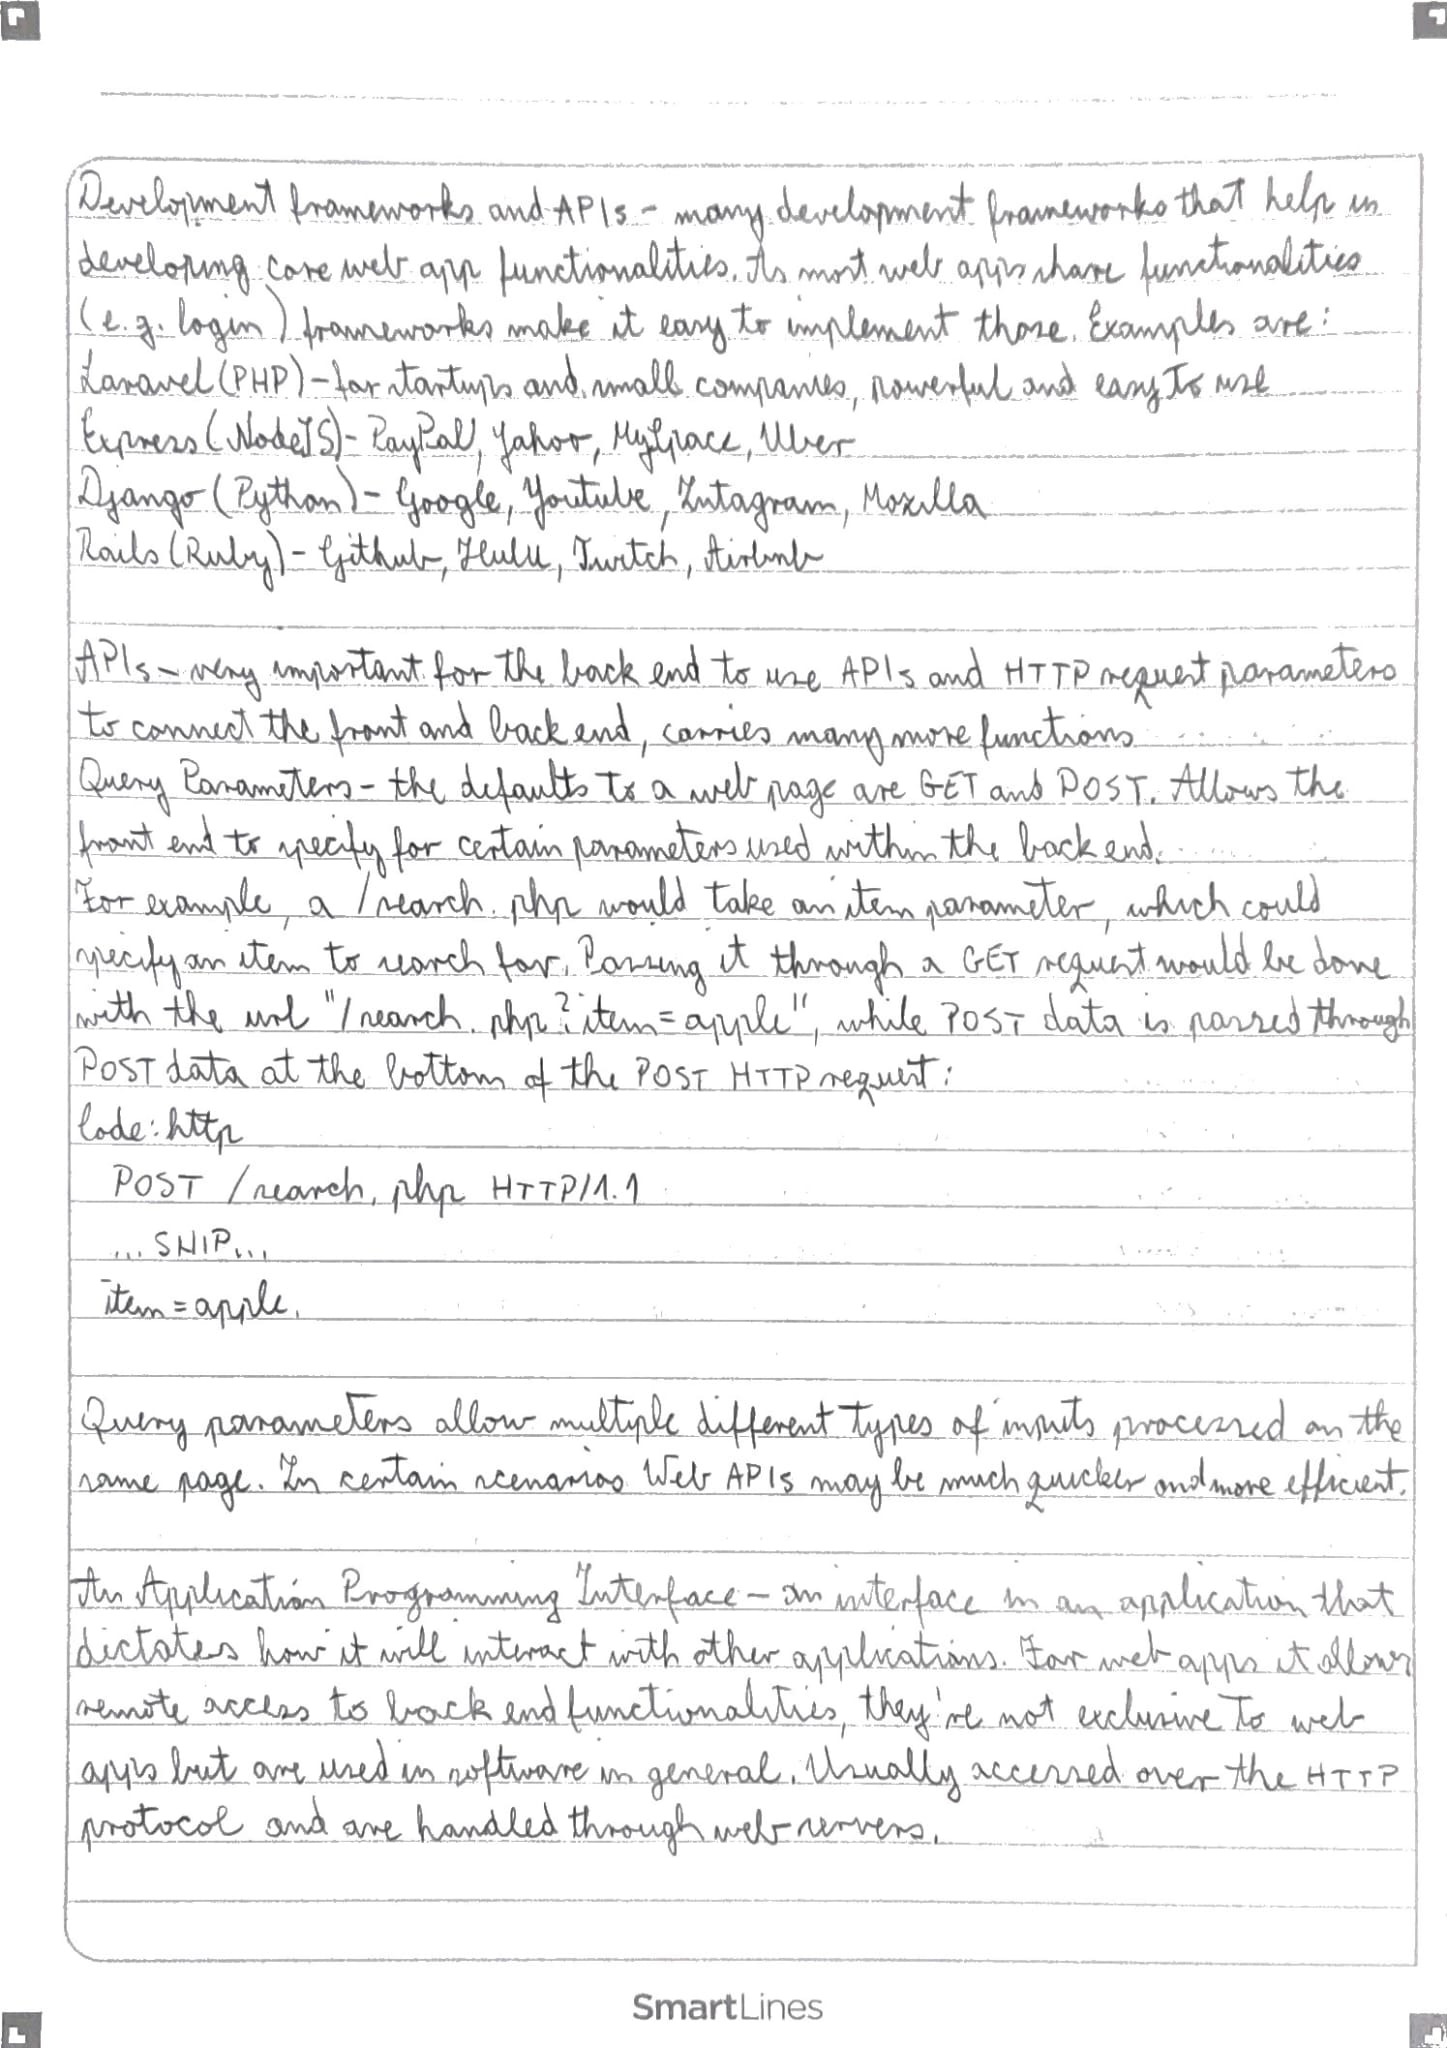 Development frameworks and APIs - many development frameworks that help in
developing core web app functionalities. As most web apps share functionalities
(e.g. login) frameworks make it easy to implement those. Examples are:
Laravel (PHP) - for startups and small companies, powerful and easy to use
Express (NodeJS) - PayPal, Yahoo, MySpace, Uber
Django (Python) - Google, Youtube, Intagram, Mozilla
Rails (Ruby) - Github, Hulu, Twitch, Airbnb
APIs - very important for the back end to use APIs and HTTP request parameters
to connect the front and back end, carries many more functions
Query Parameters - the defaults to a web page are GET and POST. Allows the
front end to specify for certain parameters used within the back end.
For example, a /search.php would take an item parameter, which could
specify an item to search for. Passing it through a GET request would be done
with the url "/search.php?item=apple", while POST data is passed through
POST data at the bottom of the POST HTTP request:
Code: http
POST /search.php HTTP/1.1
...SNIP...
item=apple.
Query parameters allow multiple different types of inputs processed on the
same page. In certain scenarios Web APIs may be much quicker and more efficient.
An Application Programming Interface - an interface in an application that
dictates how it will interact with other applications. For web apps it allows
remote access to back end functionalities, they're not exclusive to web
apps but are used in software in general. Usually accessed over the HTTP
protocol and are handled through web servers.
SmartLines